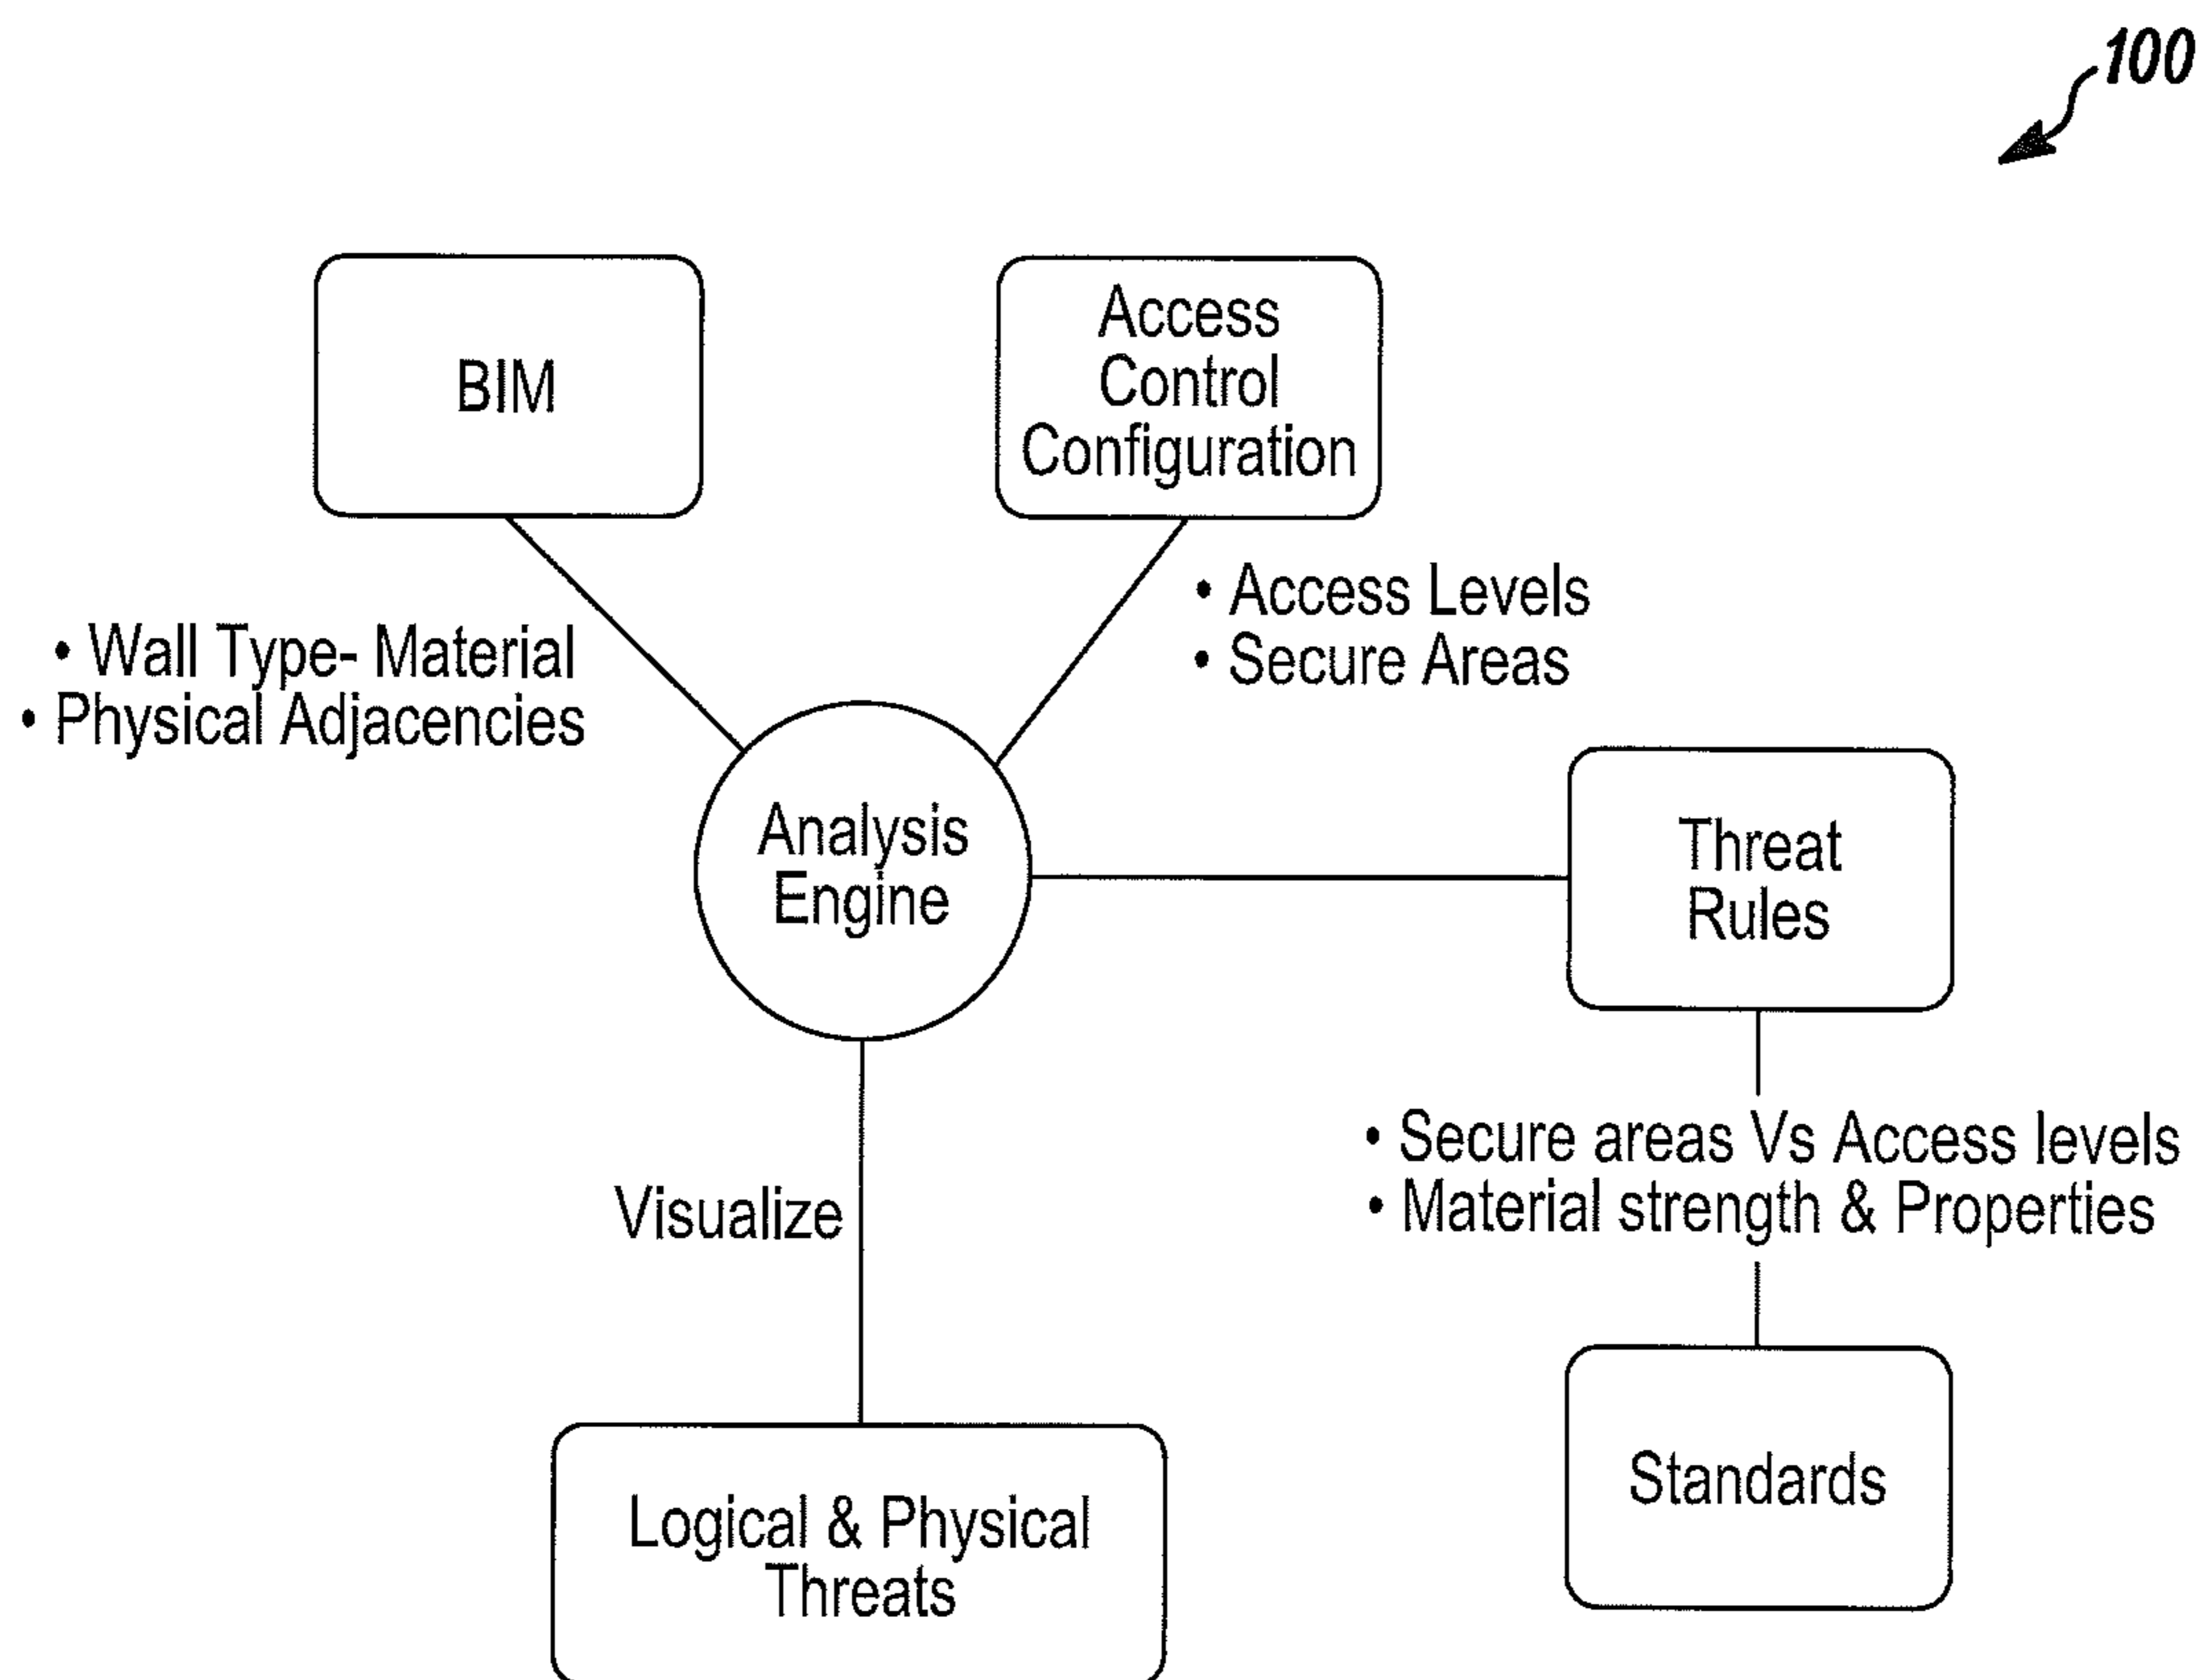 100
BIM
Access
Control
Configuration
• Access Levels
• Secure Areas
• Wall Type- Material
• Physical Adjacencies
Analysis
Engine
Threat
Rules
• Secure areas Vs Access levels
• Material strength & Properties
Visualize
Standards
Logical & Physical
Threats